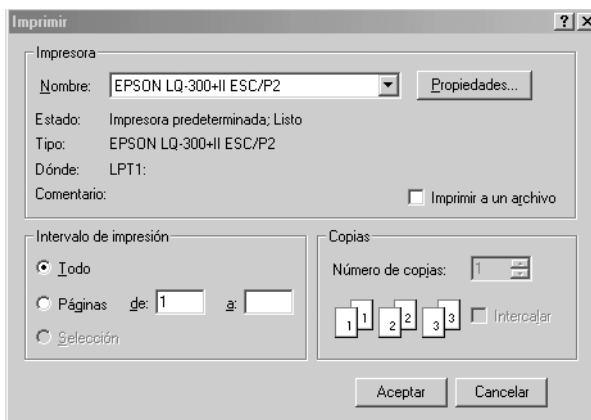 Imprimir
Impresora
Nombre: EPSON LQ-300+II ESC/P2 Propiedades...
Estado: Impresora predeterminada; Listo
Tipo: EPSON LQ-300+II ESC/P2
Dónde: LPT1:
Comentario: Imprimir a un archivo
Intervalo de impresión
Todo
Páginas de: 1 a:
Selección
Copias
Número de copias: 1
1 1 2 2 3 3 Intercalar
Aceptar Cancelar